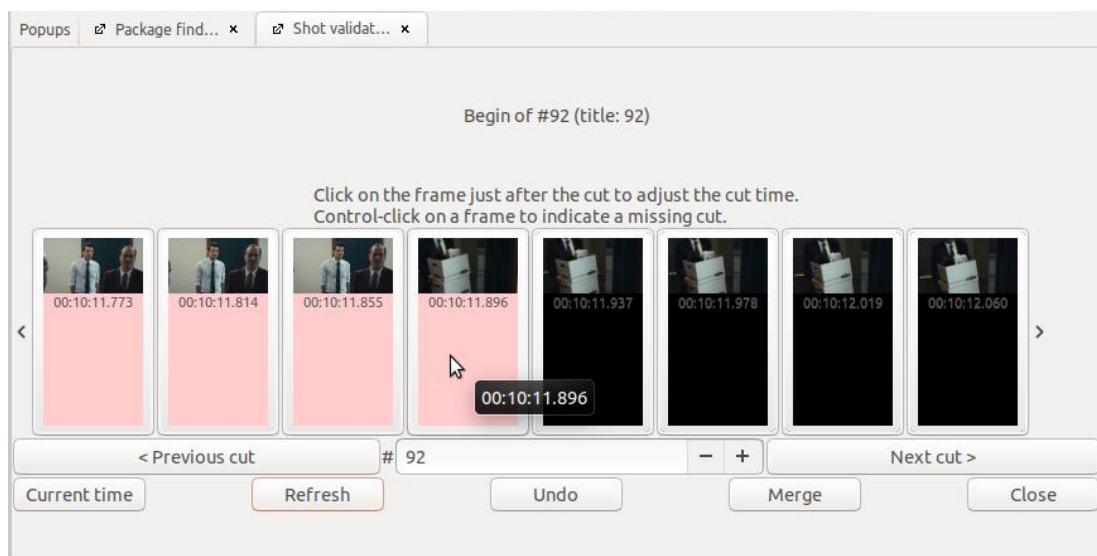 Popups Package find... × Shot validat... ×
Begin of #92 (title: 92)
Click on the frame just after the cut to adjust the cut time.
Control-click on a frame to indicate a missing cut.
00:10:11.773 00:10:11.814 00:10:11.855 00:10:11.896 00:10:11.937 00:10:11.978 00:10:12.019 00:10:12.060
00:10:11.896
< Previous cut # 92 − + Next cut >
Current time Refresh Undo Merge Close